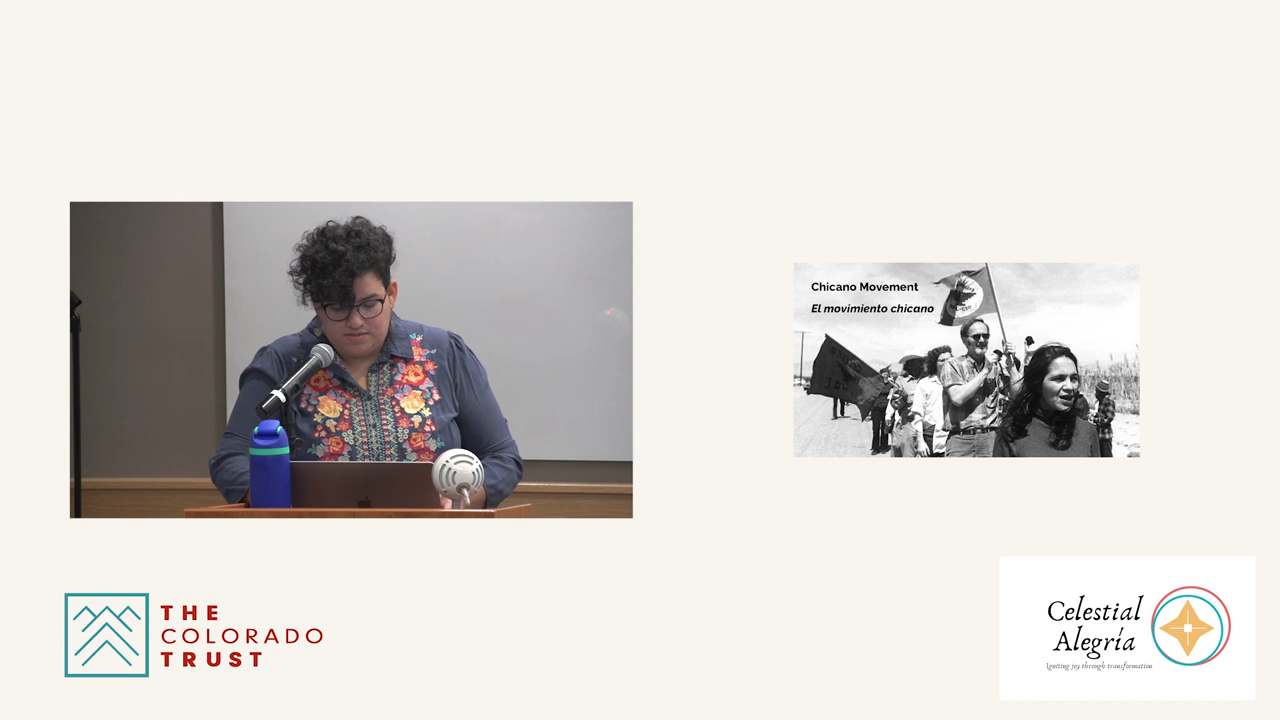 Chicano Movement
El movimiento chicano
THE
COLORADO
TRUST
Celestial
Alegría
Igniting joy through transformation